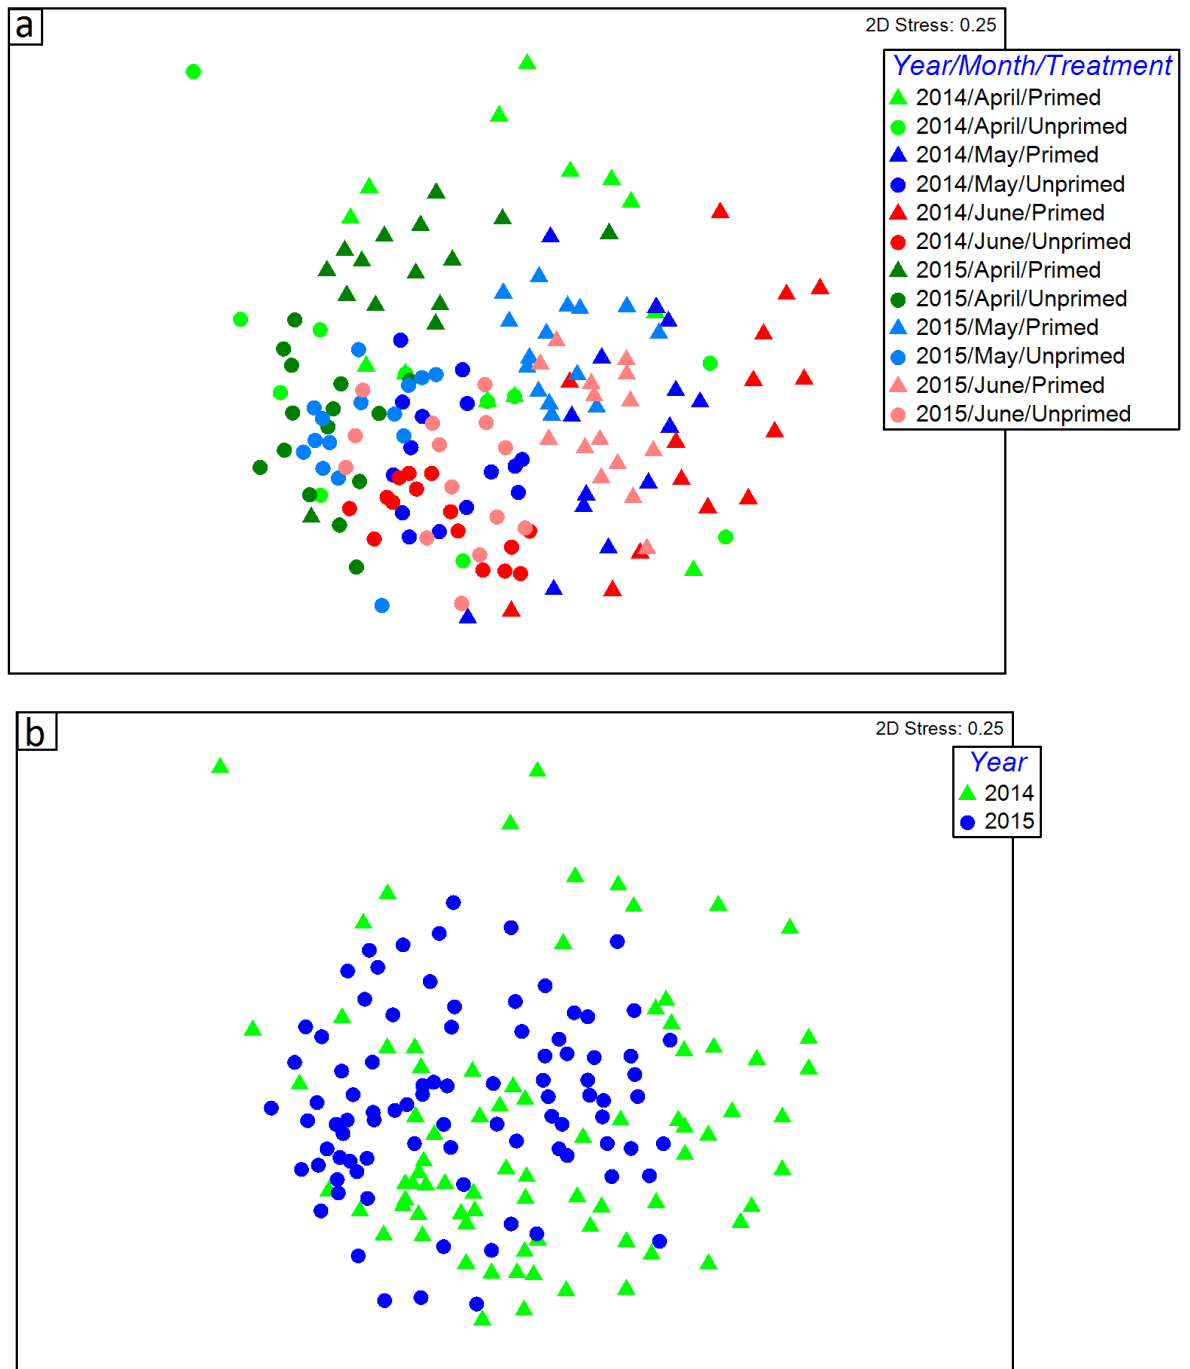 a
2D Stress: 0.25
Year/Month/Treatment
2014/April/Primed
2014/April/Unprimed
2014/May/Primed
2014/May/Unprimed
2014/June/Primed
2014/June/Unprimed
2015/April/Primed
2015/April/Unprimed
2015/May/Primed
2015/May/Unprimed
2015/June/Primed
2015/June/Unprimed
b
2D Stress: 0.25
Year
2014
2015